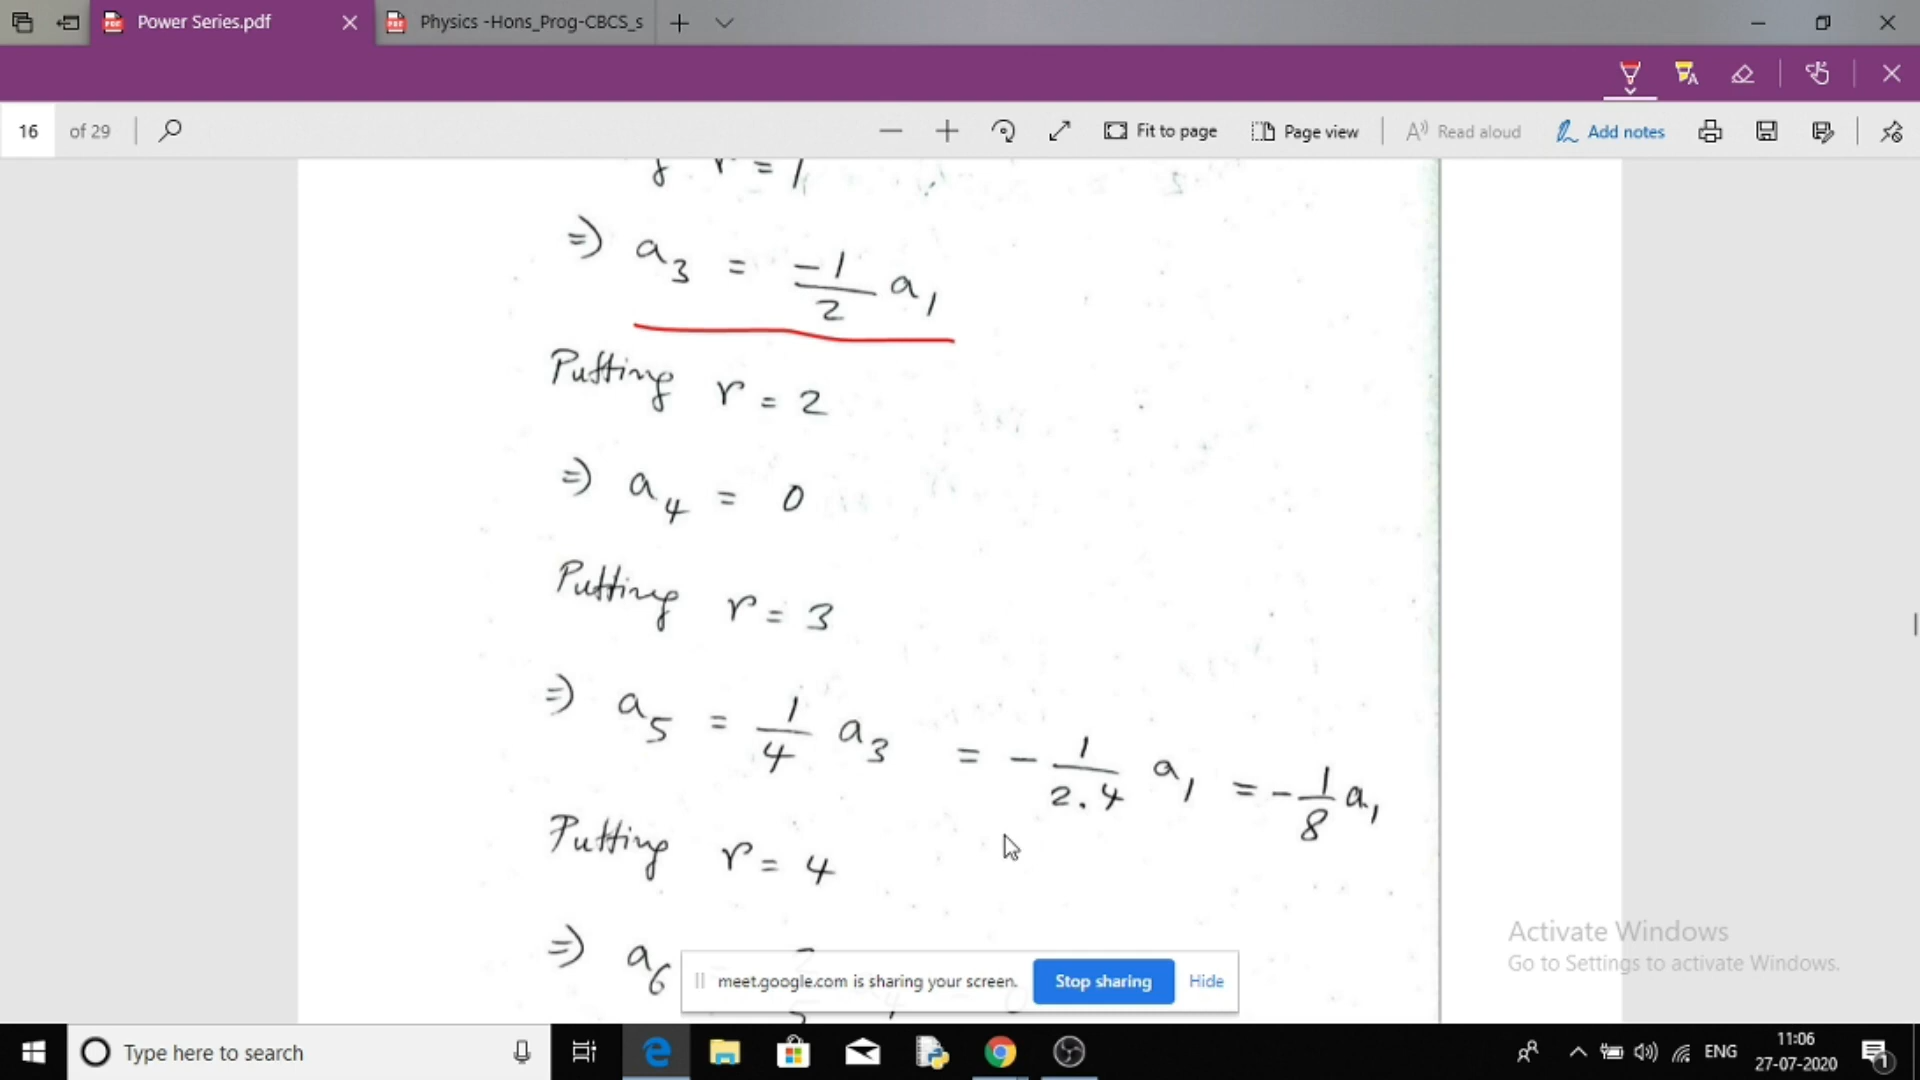 Power Series.pdf
Physics -Hons_Prog-CBCS_s
16 of 29
Fit to page
Page view
Read aloud
Add notes
r = 1
=) a3 = -1/2 a1
Putting r = 2
=) a4 = 0
Putting r = 3
=) a5 = 1/4 a3 = - 1/2.4 a1 = - 1/8 a1
Putting r = 4
=) a6
meet.google.com is sharing your screen.
Stop sharing
Hide
Activate Windows
Go to Settings to activate Windows.
Type here to search
ENG
11:06
27-07-2020
1